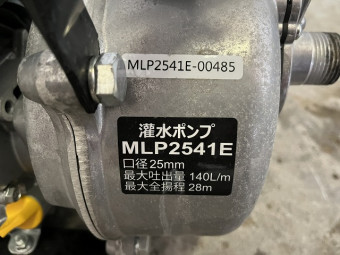 MLP2541E-00485
灌水ポンプ
MLP2541E
口径25mm
最大吐出量 140L/m
最大全揚程 28m